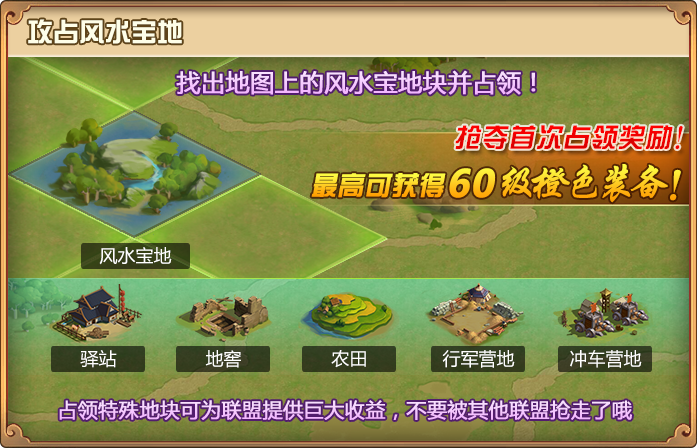 攻占风水宝地
找出地图上的风水宝地块并占领！
抢夺首次占领奖励！
最高可获得60级橙色装备！
风水宝地
驿站
地窖
农田
行军营地
冲车营地
占领特殊地块可为联盟提供巨大收益，不要被其他联盟抢走了哦